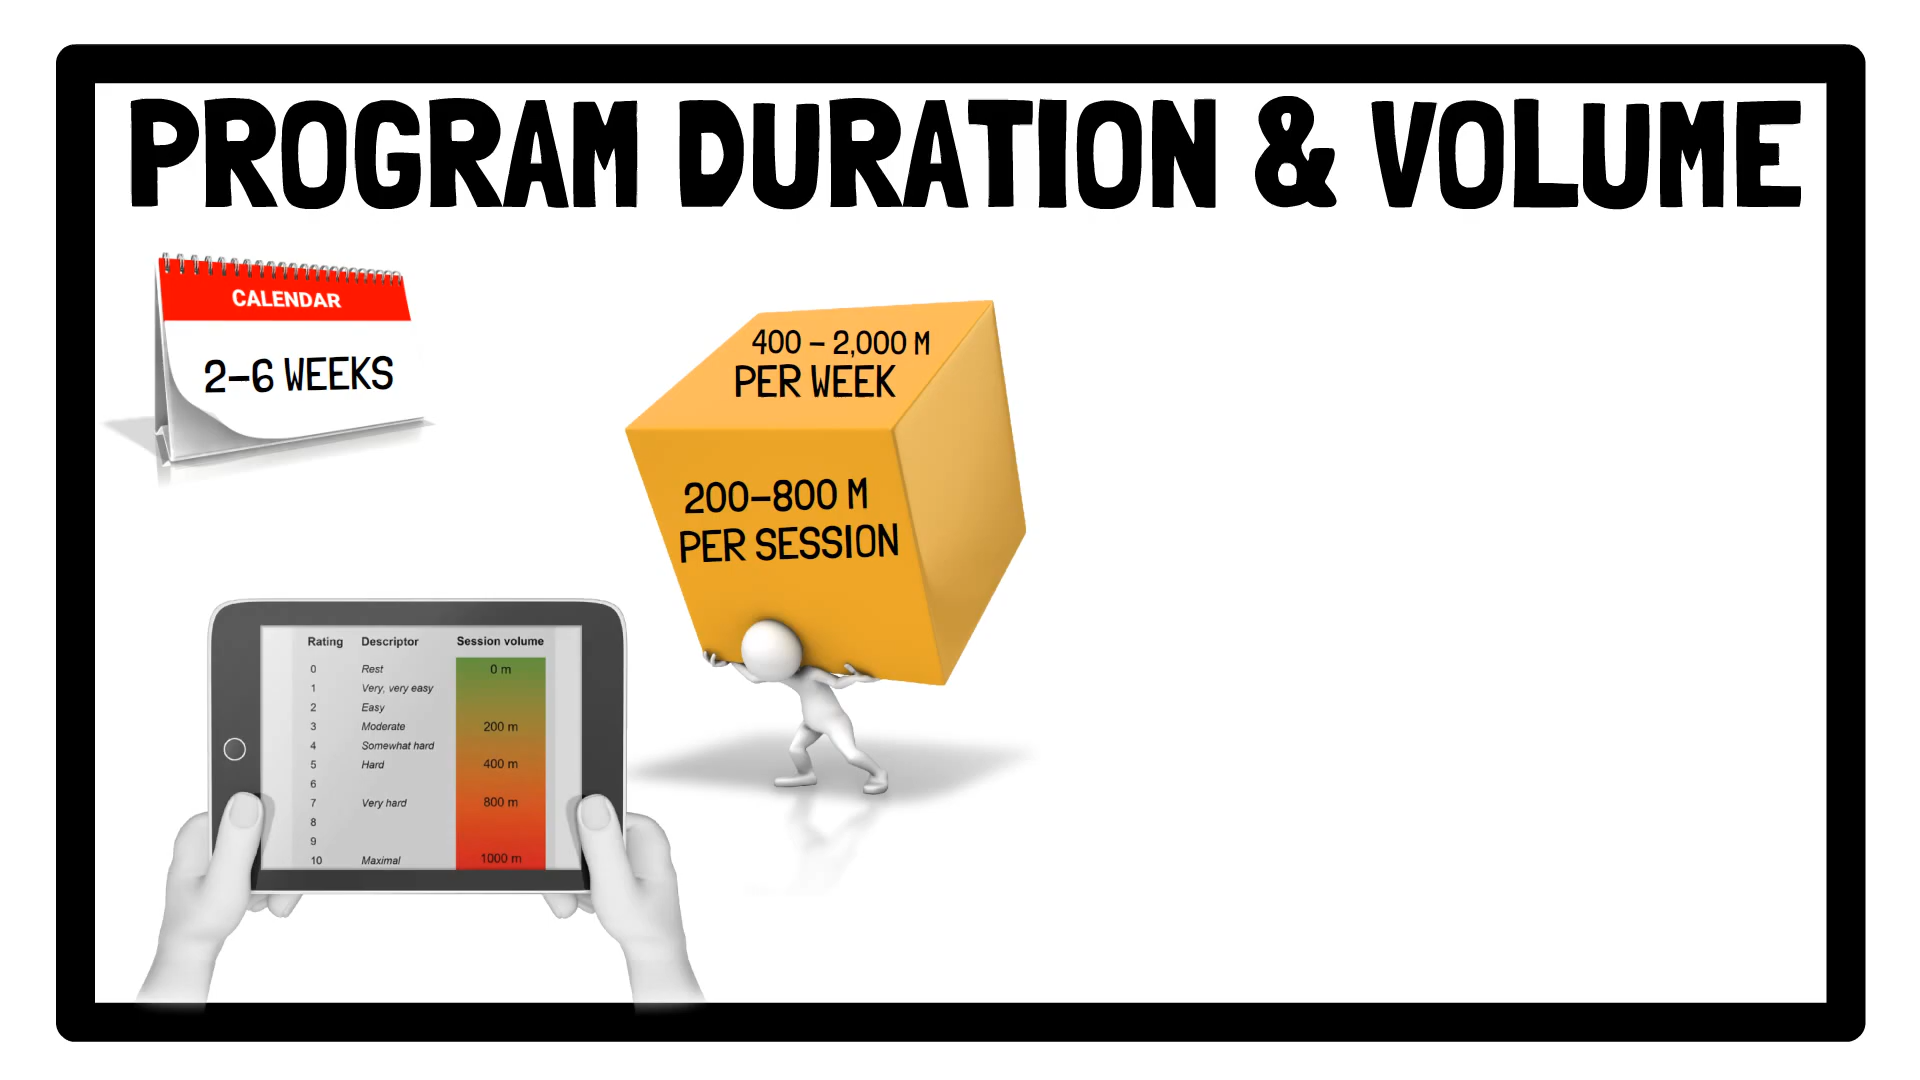 PROGRAM DURATION & VOLUME
CALENDAR
2-6 WEEKS
400 - 2,000 M
PER WEEK
200-800 M
PER SESSION
Rating Descriptor Session volume
0 Rest 0 m
1 Very, very easy
2 Easy
3 Moderate 200 m
4 Somewhat hard
5 Hard 400 m
6
7 Very hard 800 m
8
9
10 Maximal 1000 m